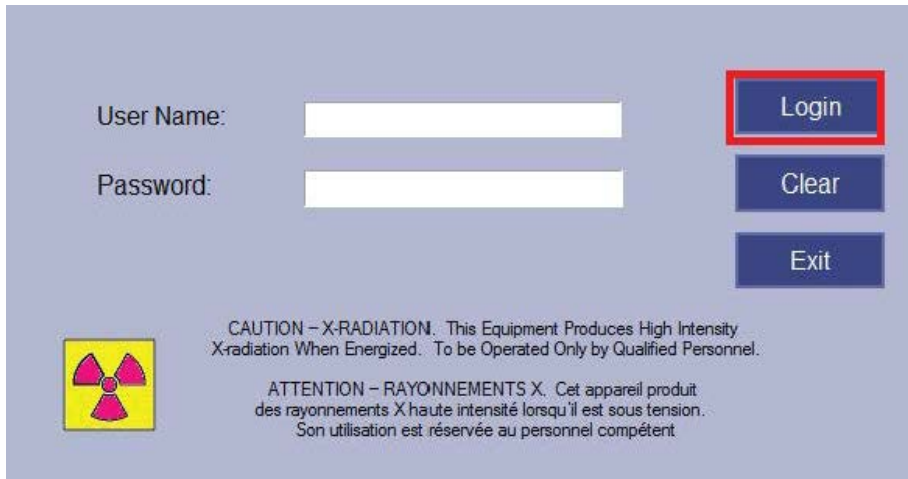 User Name:
Login
Password:
Clear
Exit
CAUTION – X-RADIATION. This Equipment Produces High Intensity
X-radiation When Energized. To be Operated Only by Qualified Personnel.
ATTENTION – RAYONNEMENTS X. Cet appareil produit
des rayonnements X haute intensité lorsqu'il est sous tension.
Son utilisation est réservée au personnel compétent